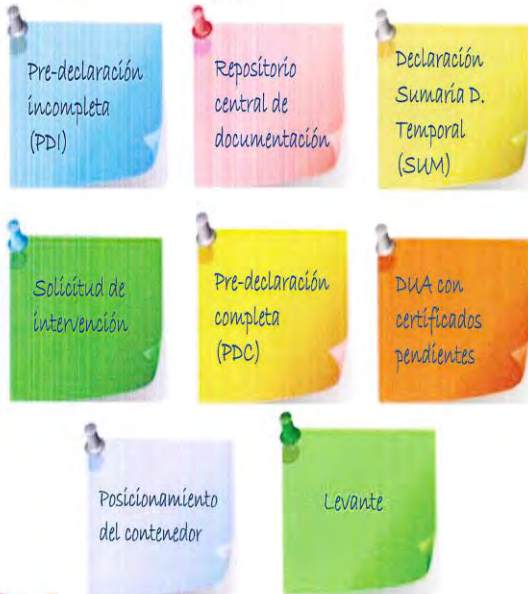 Pre-declaración
incompleta
(PDI)
Repositorio
central de
documentación
Declaración
Sumaria D.
Temporal
(SUM)
Solicitud de
intervención
Pre-declaración
completa
(PDC)
DUA con
certificados
pendientes
Posicionamiento
del contenedor
Levante